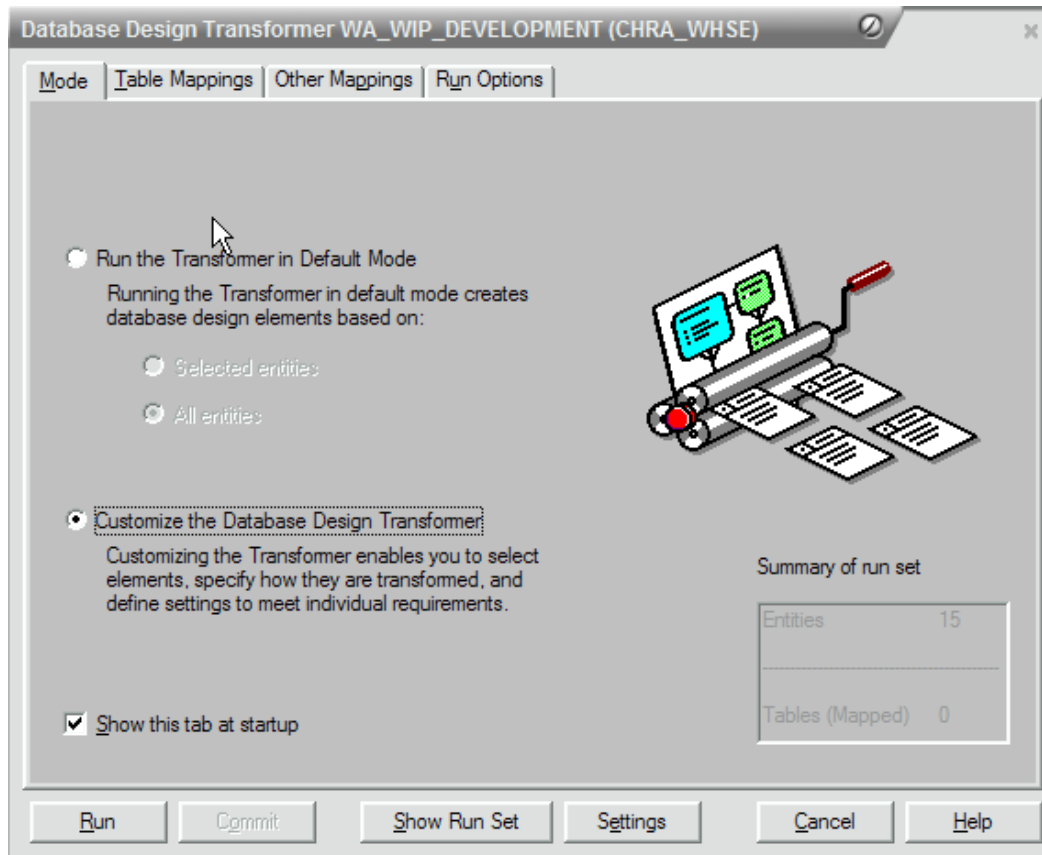 Database Design Transformer WA_WIP_DEVELOPMENT (CHRA_WHSE)
Mode Table Mappings Other Mappings Run Options
Run the Transformer in Default Mode
Running the Transformer in default mode creates
database design elements based on:
Selected entities
All entities
Customize the Database Design Transformer
Customizing the Transformer enables you to select
elements, specify how they are transformed, and
define settings to meet individual requirements.
Summary of run set
Entities 15
Tables (Mapped) 0
Show this tab at startup
Run Commit Show Run Set Settings Cancel Help